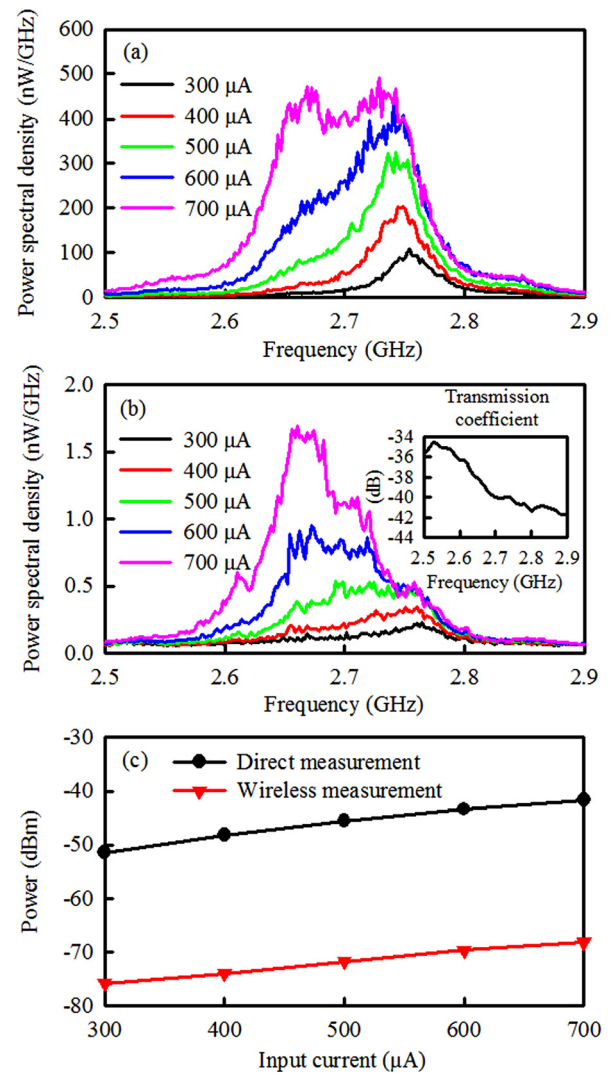 (a)
Power spectral density (nW/GHz)
600
500
400
300
200
100
0
300 µA
400 µA
500 µA
600 µA
700 µA
2.5 2.6 2.7 2.8 2.9
Frequency (GHz)
(b)
Power spectral density (nW/GHz)
2.0
1.5
1.0
0.5
0.0
300 µA
400 µA
500 µA
600 µA
700 µA
Transmission
coefficient
(dB)
-34
-36
-38
-40
-42
-44
2.5 2.6 2.7 2.8 2.9
Frequency (GHz)
2.5 2.6 2.7 2.8 2.9
Frequency (GHz)
(c)
Power (dBm)
-30
-40
-50
-60
-70
-80
Direct measurement
Wireless measurement
300 400 500 600 700
Input current (µA)